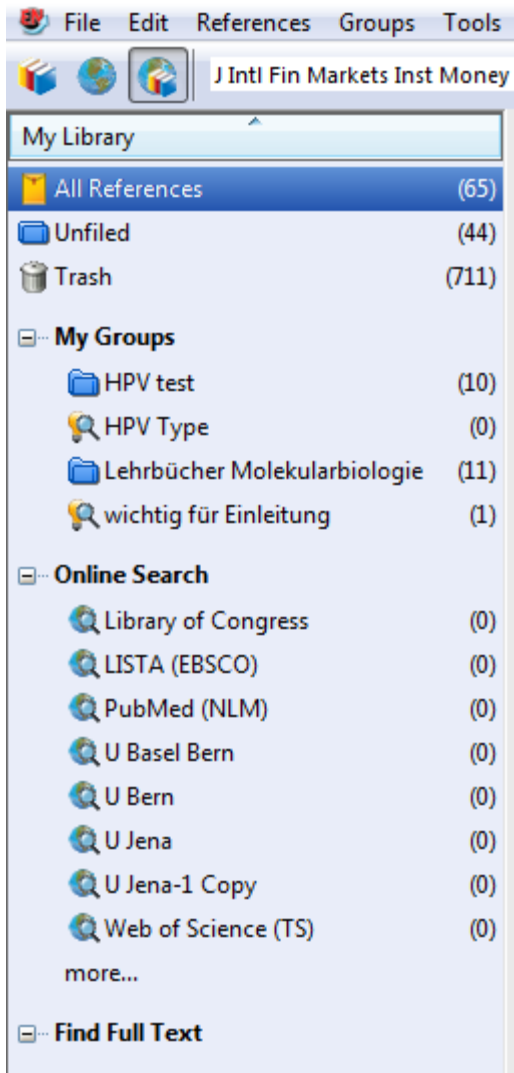 File Edit References Groups Tools
J Intl Fin Markets Inst Money
My Library
All References (65)
Unfiled (44)
Trash (711)
My Groups
HPV test (10)
HPV Type (0)
Lehrbücher Molekularbiologie (11)
wichtig für Einleitung (1)
Online Search
Library of Congress (0)
LISTA (EBSCO) (0)
PubMed (NLM) (0)
U Basel Bern (0)
U Bern (0)
U Jena (0)
U Jena-1 Copy (0)
Web of Science (TS) (0)
more...
Find Full Text